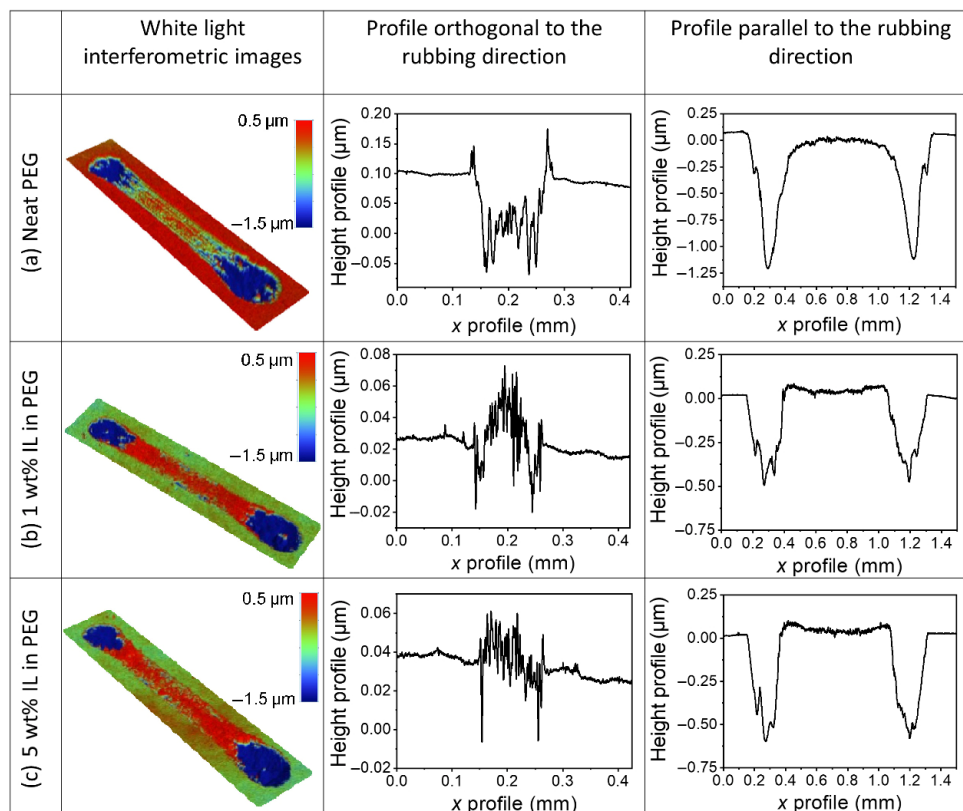 White light
interferometric images
Profile orthogonal to the
rubbing direction
Profile parallel to the rubbing
direction
(a) Neat PEG
0.5 µm
−1.5 µm
Height profile (µm)
0.20
0.15
0.10
0.05
0.00
−0.05
0.0 0.1 0.2 0.3 0.4
x profile (mm)
Height profile (µm)
0.00
−0.25
−0.50
−0.75
−1.00
−1.25
0.0 0.2 0.4 0.6 0.8 1.0 1.2 1.4
x profile (mm)
(b) 1 wt% IL in PEG
0.5 µm
−1.5 µm
Height profile (µm)
0.08
0.06
0.04
0.02
0.00
−0.02
0.0 0.1 0.2 0.3 0.4
x profile (mm)
Height profile (µm)
0.25
0.00
−0.25
−0.50
−0.75
0.0 0.2 0.4 0.6 0.8 1.0 1.2 1.4
x profile (mm)
(c) 5 wt% IL in PEG
0.5 µm
−1.5 µm
Height profile (µm)
0.06
0.04
0.02
0.00
−0.02
0.0 0.1 0.2 0.3 0.4
x profile (mm)
Height profile (µm)
0.25
0.00
−0.25
−0.50
−0.75
0.0 0.2 0.4 0.6 0.8 1.0 1.2 1.4
x profile (mm)